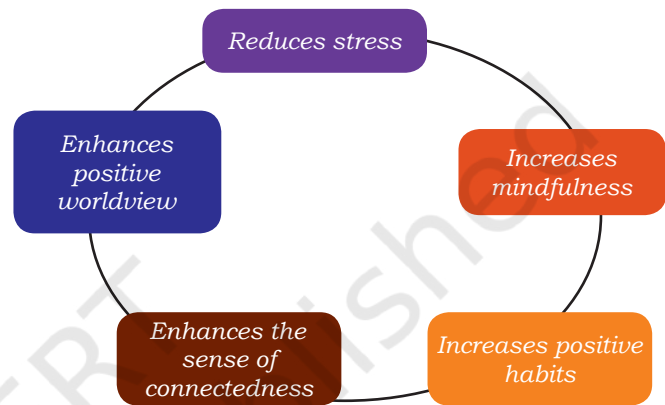 Reduces stress
Increases
mindfulness
Increases positive
habits
Enhances the
sense of
connectedness
Enhances
positive
worldview